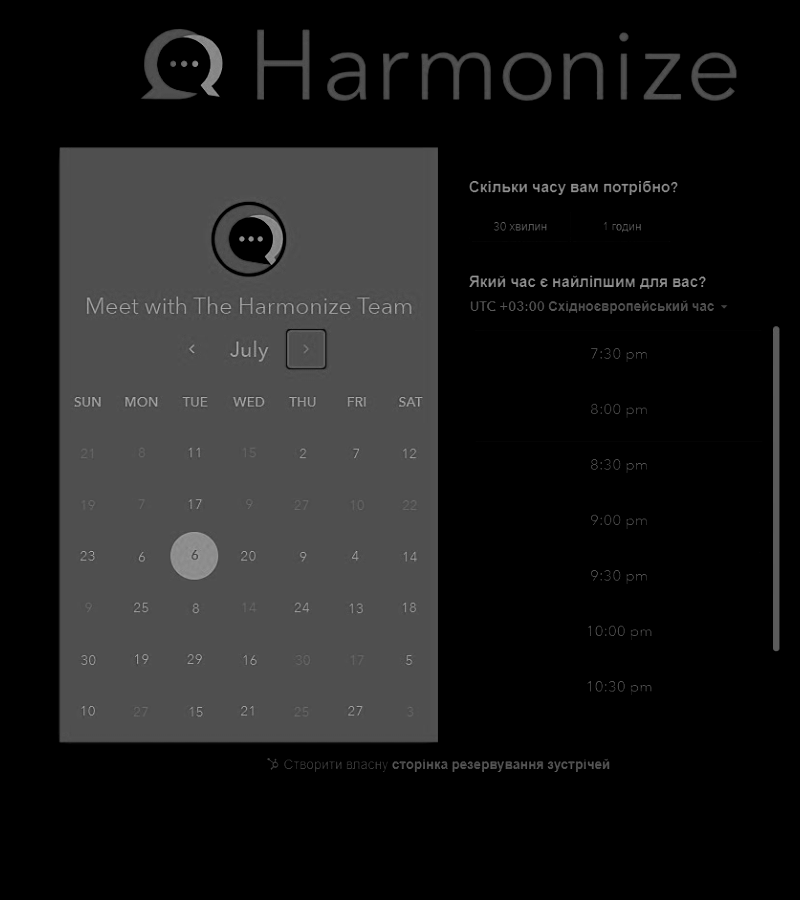 Harmonize
Meet with The Harmonize Team
July
SUN MON TUE WED THU FRI SAT
21 8 11 15 2 7 12
19 7 17 9 27 10 22
23 6 6 20 9 4 14
9 25 8 14 24 13 18
30 19 29 16 30 17 5
10 27 15 21 25 27 3
Скільки часу вам потрібно?
30 хвилин 1 годин
Який час є найліпшим для вас?
UTC +03:00 Східноєвропейський час
7:30 pm
8:00 pm
8:30 pm
9:00 pm
9:30 pm
10:00 pm
10:30 pm
Створити власну сторінка резервування зустрічей